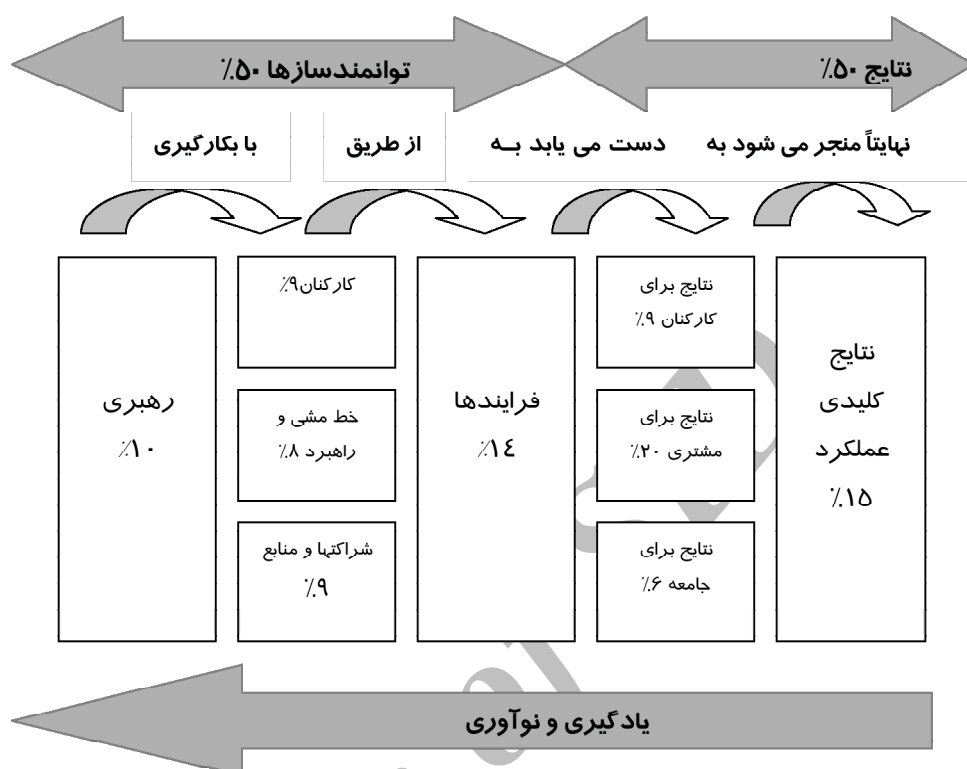 توانمندسازها ۵۰٪
نتایج ۵۰٪
با بکارگیری
از طریق
دست می یابد بـه
نهایتاً منجر می شود به
رهبری
٪۱۰
کارکنان۹٪
خط مشی و
راهبرد ۸٪
شراکتها و منابع
٪۹
فرایندها
٪۱٤
نتایج برای
کارکنان ۹٪
نتایج برای
مشتری ۲۰٪
نتایج برای
جامعه ۶٪
نتایج
کلیدی
عملکرد
٪۱۵
یادگیری و نوآوری